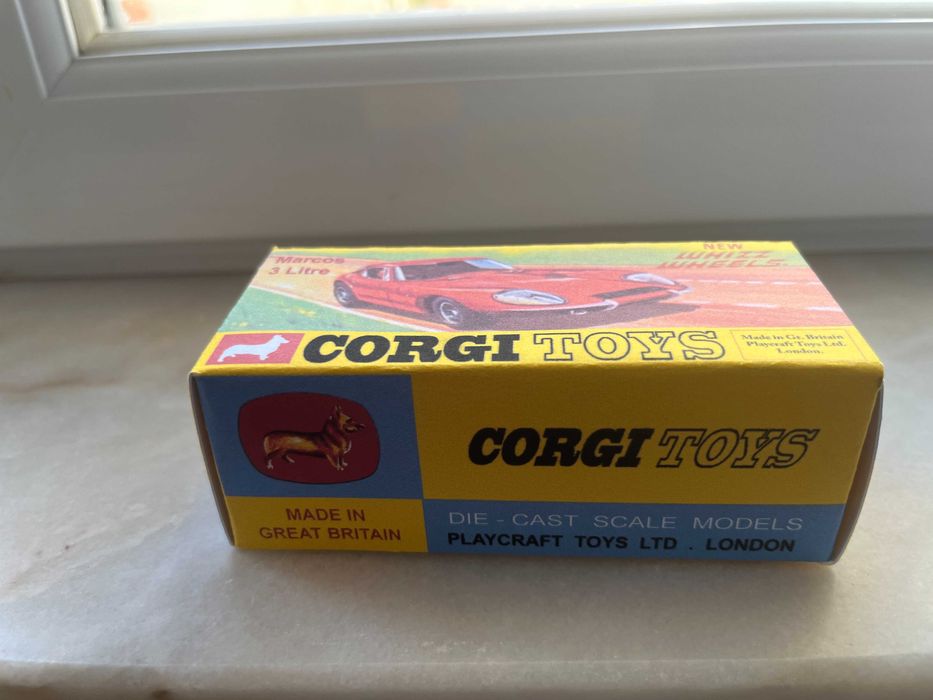 Marcos
3 Litre
NEW
WHIZZ
WHEELS.
CORGI TOYS
Made in Gt. Britain
Playcraft Toys Ltd.
London.
CORGI TOYS
MADE IN
GREAT BRITAIN
DIE - CAST SCALE MODELS
PLAYCRAFT TOYS LTD . LONDON